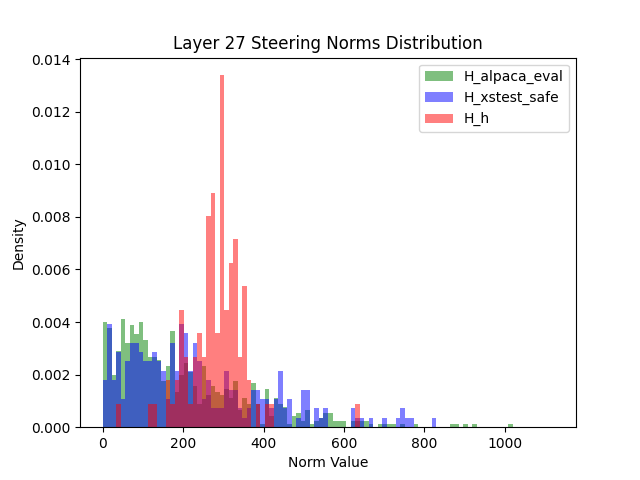 Layer 27 Steering Norms Distribution
H_alpaca_eval
H_xstest_safe
H_h
0.014
0.012
0.010
0.008
0.006
0.004
0.002
0.000
Density
0
200
400
600
800
1000
Norm Value